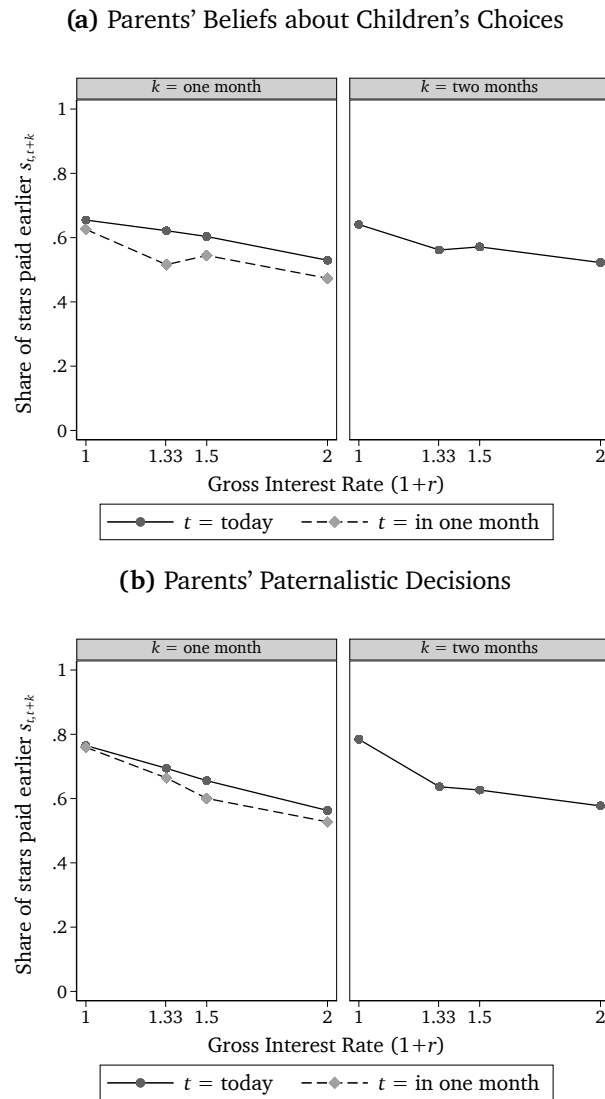 (a) Parents' Beliefs about Children's Choices
k = one month
k = two months
Share of stars paid earlier s_{t,t+k}
1
.8
.6
.4
.2
0
1 1.33 1.5 2
1 1.33 1.5 2
Gross Interest Rate (1+r)
t = today t = in one month
(b) Parents' Paternalistic Decisions
k = one month
k = two months
Share of stars paid earlier s_{t,t+k}
1
.8
.6
.4
.2
0
1 1.33 1.5 2
1 1.33 1.5 2
Gross Interest Rate (1+r)
t = today t = in one month